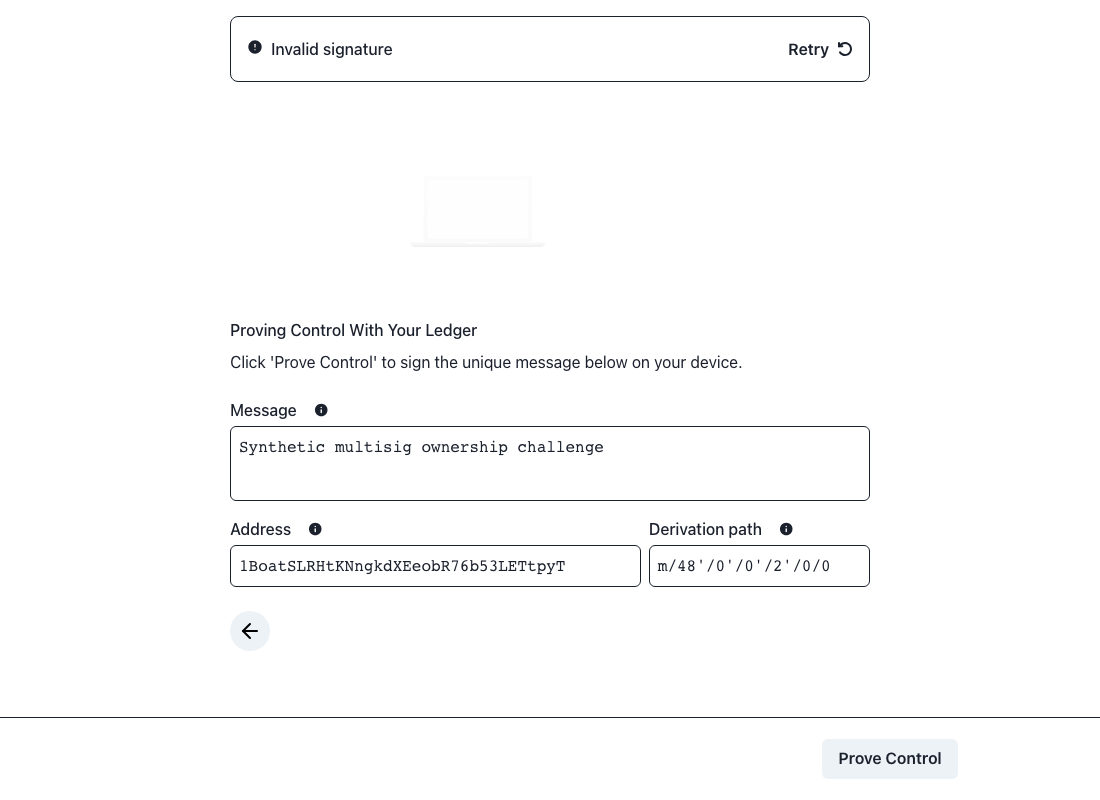 Invalid signature
Retry
Proving Control With Your Ledger
Click 'Prove Control' to sign the unique message below on your device.
Message
Synthetic multisig ownership challenge
Address
Derivation path
1BoatSLRHtKNngkdXEeobR76b53LETtpyT
m/48'/0'/0'/2'/0/0
Prove Control